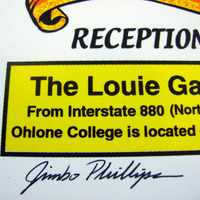 RECEPTION
The Louie Ga
From Interstate 880 (Nort
Ohlone College is located
Jimbo Phillips